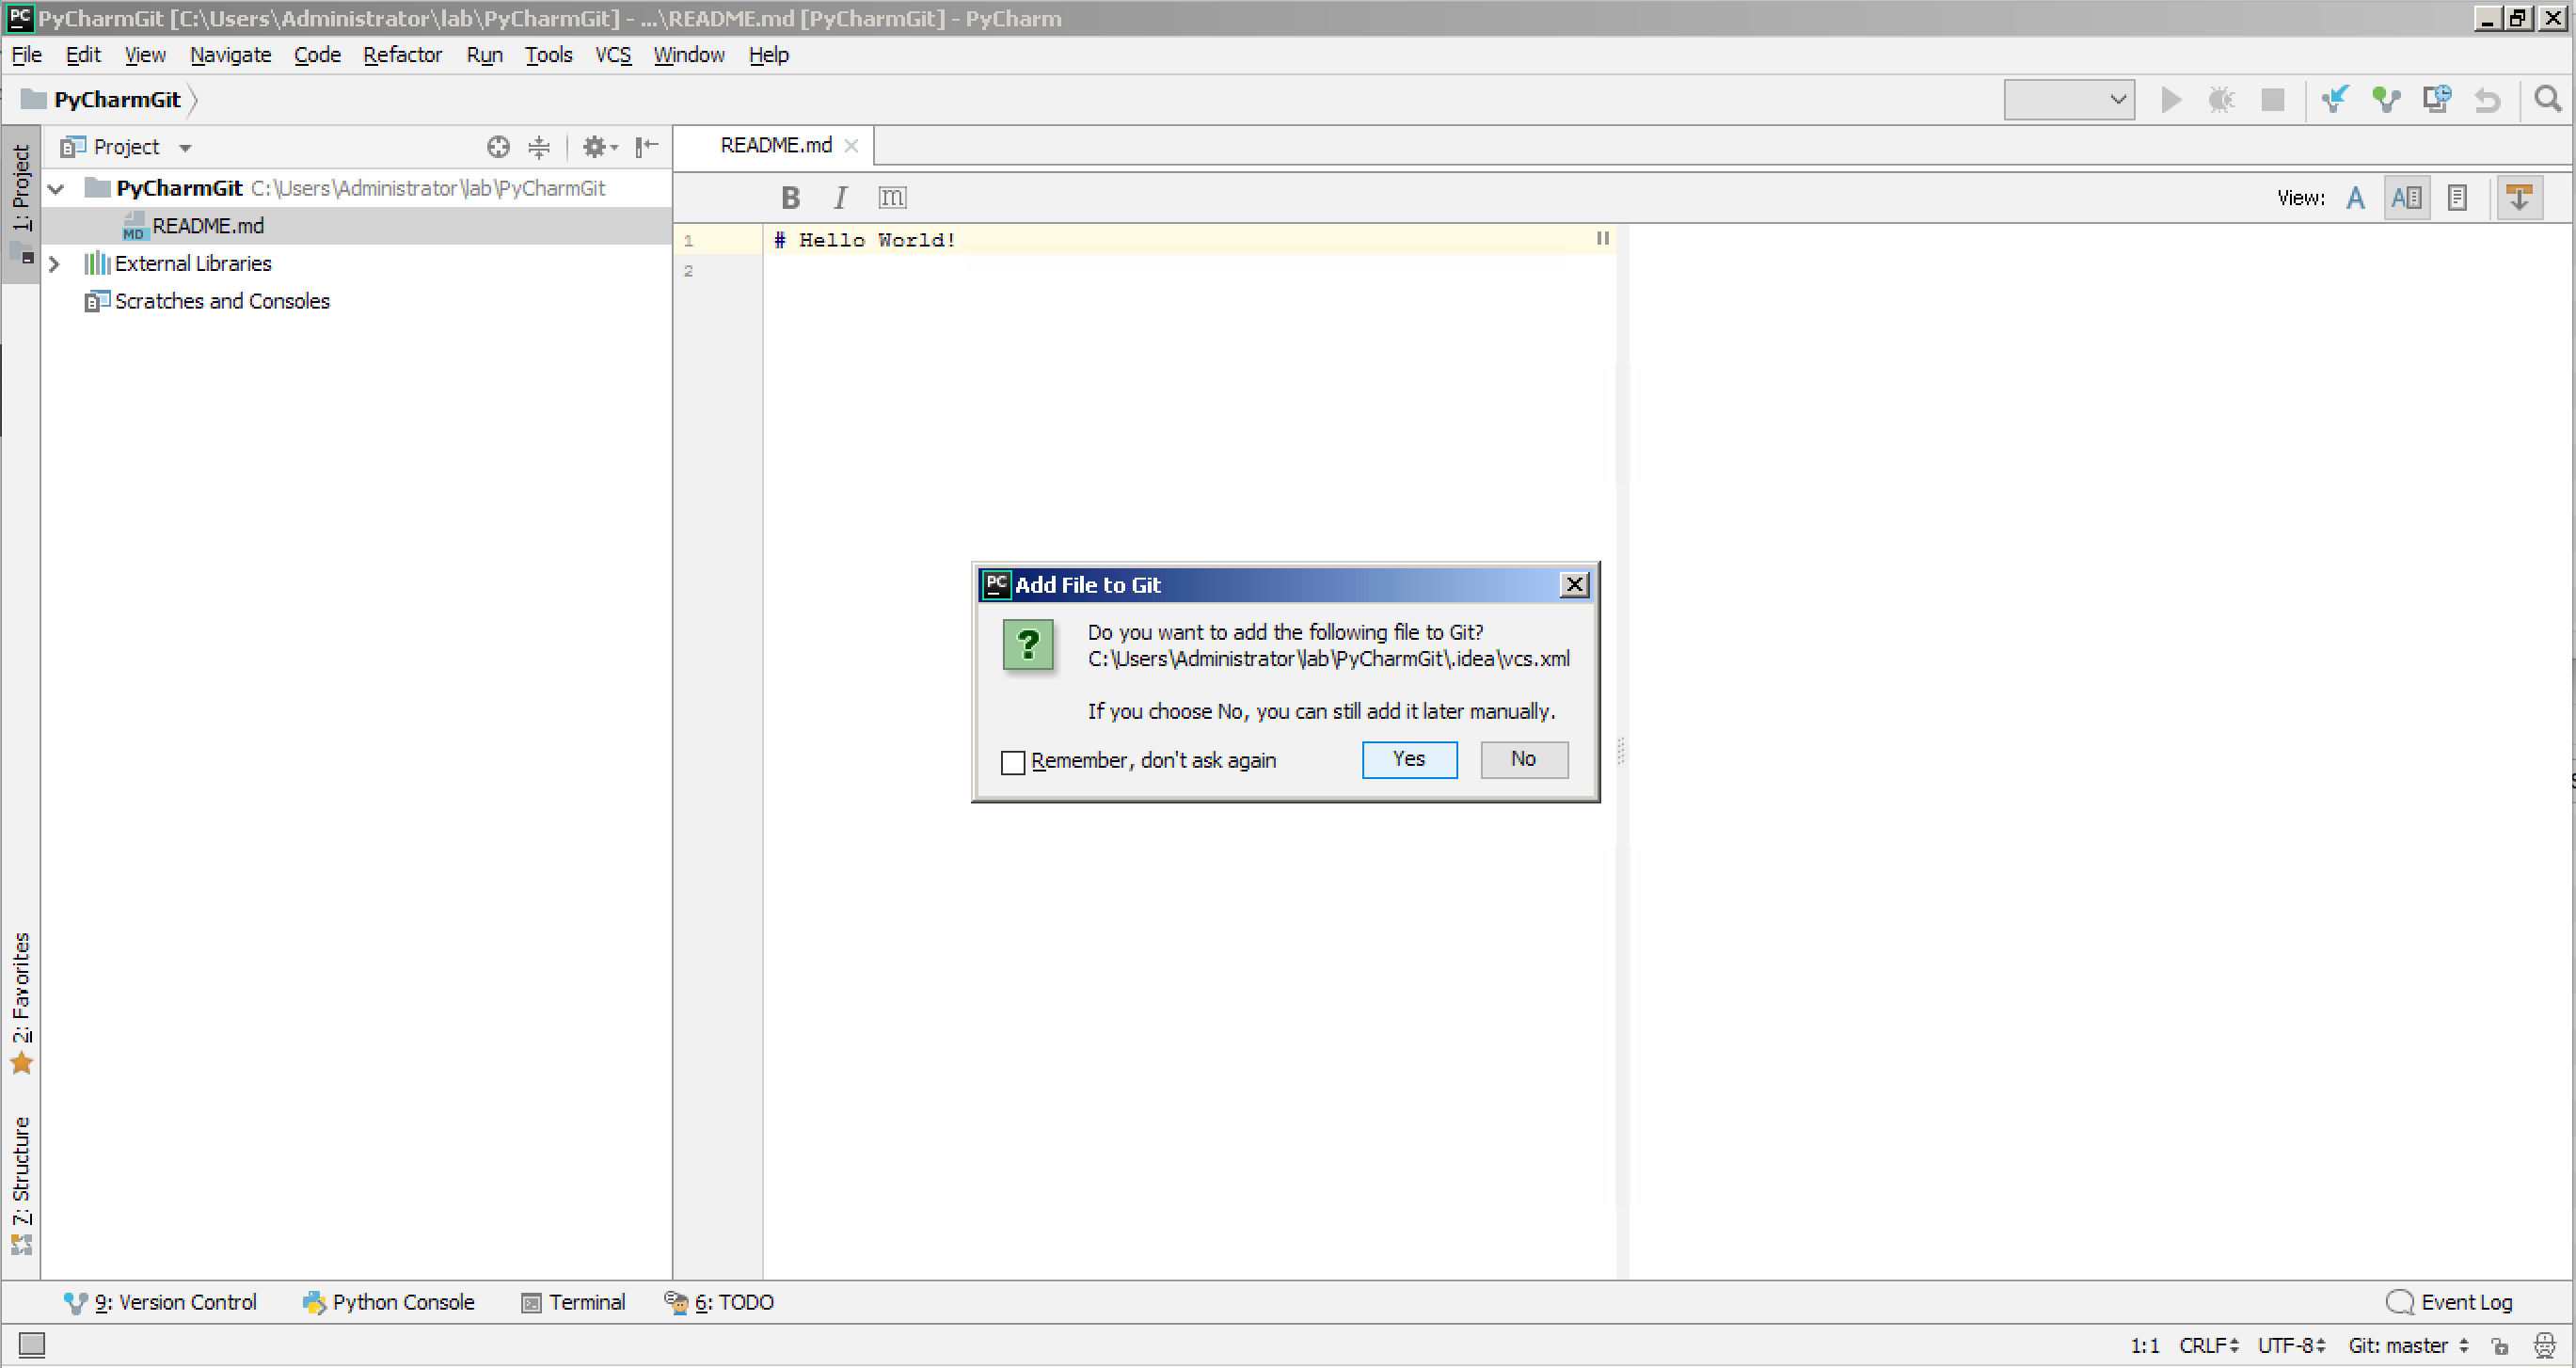 PyCharmGit [C:\Users\Administrator\lab\PyCharmGit] - ...\README.md [PyCharmGit] - PyCharm
File Edit View Navigate Code Refactor Run Tools VCS Window Help
PyCharmGit
1: Project
Project
README.md
PyCharmGit C:\Users\Administrator\lab\PyCharmGit
README.md
External Libraries
Scratches and Consoles
B I m
View:
1 # Hello World!
2
Add File to Git
Do you want to add the following file to Git?
C:\Users\Administrator\lab\PyCharmGit\.idea\vcs.xml
If you choose No, you can still add it later manually.
Remember, don't ask again
Yes
No
2: Favorites
7: Structure
9: Version Control
Python Console
Terminal
6: TODO
Event Log
1:1 CRLF UTF-8 Git: master